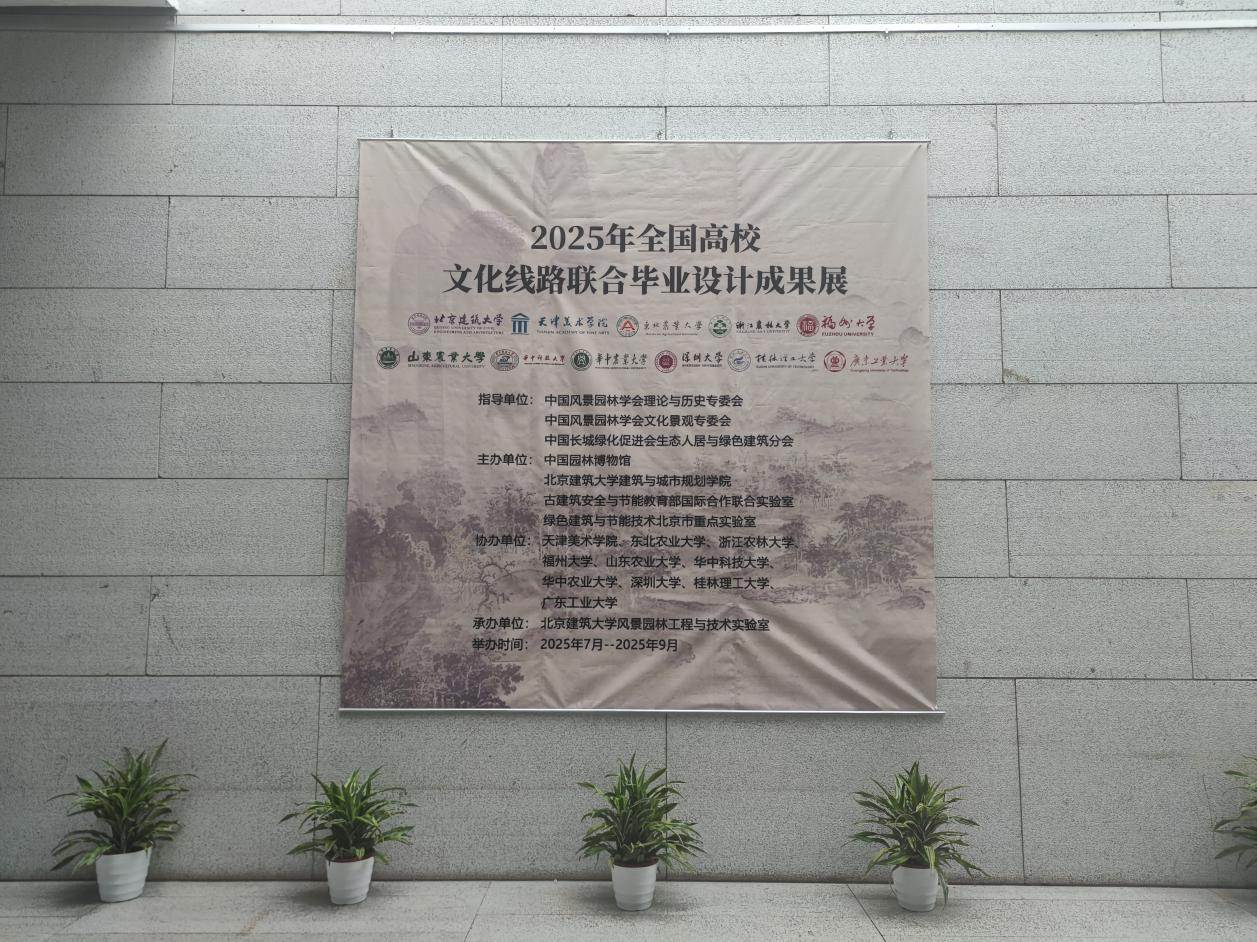 2025年全国高校
文化线路联合毕业设计成果展
北京建筑大学 天津美术学院 东北农业大学 浙江农林大学 福州大学
FUZHOU UNIVERSITY
山东农业大学 华中科技大学 华中农业大学 深圳大学 桂林理工大学 广东工业大学
指导单位： 中国风景园林学会理论与历史专委会
中国风景园林学会文化景观专委会
中国长城绿化促进会生态人居与绿色建筑分会
主办单位： 中国园林博物馆
北京建筑大学建筑与城市规划学院
古建筑安全与节能教育部国际合作联合实验室
绿色建筑与节能技术北京市重点实验室
协办单位： 天津美术学院、东北农业大学、浙江农林大学、
福州大学、山东农业大学、华中科技大学、
华中农业大学、深圳大学、桂林理工大学、
广东工业大学
承办单位： 北京建筑大学风景园林工程与技术实验室
举办时间： 2025年7月--2025年9月